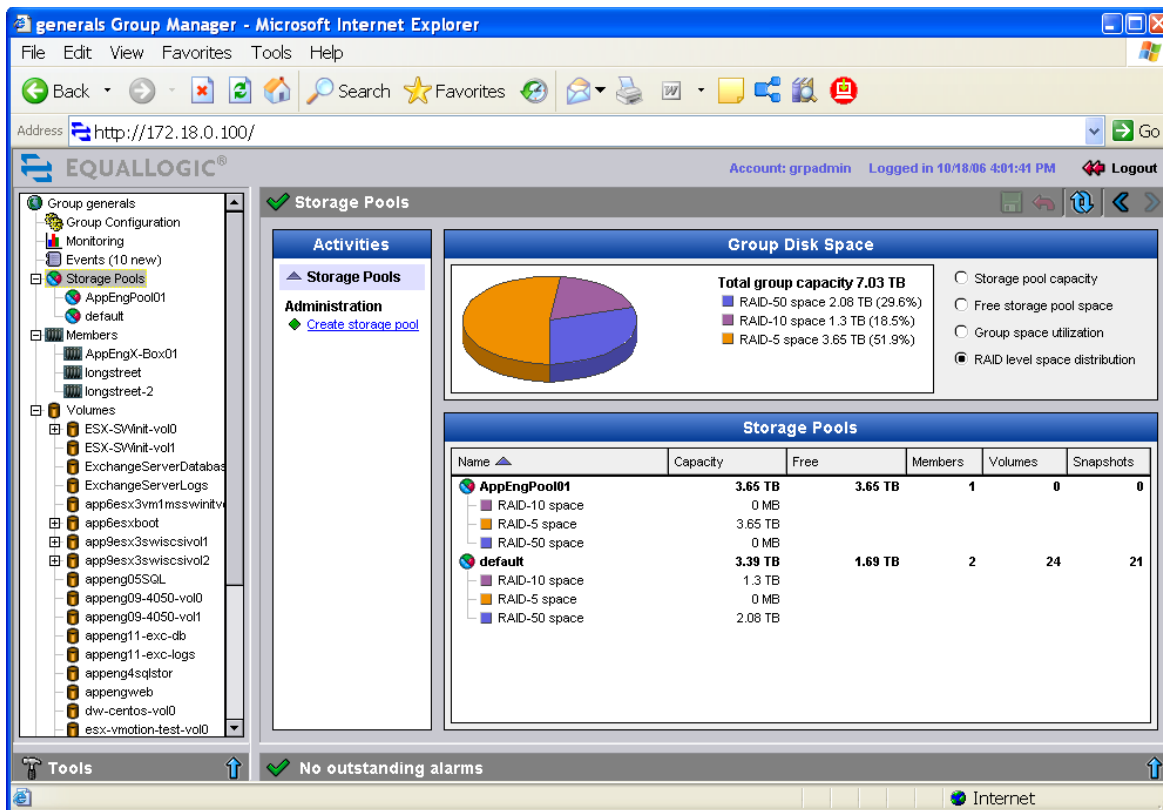 generals Group Manager - Microsoft Internet Explorer
File Edit View Favorites Tools Help
Back Search Favorites
Address http://172.18.0.100/ Go
EQUALLOGIC® Account: grpadmin Logged in 10/18/06 4:01:41 PM Logout
Group generals
Group Configuration
Monitoring
Events (10 new)
Storage Pools
AppEngPool01
default
Members
AppEngX-Box01
longstreet
longstreet-2
Volumes
ESX-SWinit-vol0
ESX-SWinit-vol1
ExchangeServerDatabas
ExchangeServerLogs
app6esx3vm1msswinitv
app6esxboot
app9esx3swiscsivol1
app9esx3swiscsivol2
appeng05SQL
appeng09-4050-vol0
appeng09-4050-vol1
appeng11-exc-db
appeng11-exc-logs
appeng4sqlstor
appengweb
dw-centos-vol0
esx-vmotion-test-vol0
Tools
Storage Pools
Activities
Storage Pools
Administration
Create storage pool
Group Disk Space
Total group capacity 7.03 TB
RAID-50 space 2.08 TB (29.6%)
RAID-10 space 1.3 TB (18.5%)
RAID-5 space 3.65 TB (51.9%)
Storage pool capacity
Free storage pool space
Group space utilization
RAID level space distribution
Storage Pools
Name Capacity Free Members Volumes Snapshots
AppEngPool01 3.65 TB 3.65 TB 1 0 0
RAID-10 space 0 MB
RAID-5 space 3.65 TB
RAID-50 space 0 MB
default 3.39 TB 1.69 TB 2 24 21
RAID-10 space 1.3 TB
RAID-5 space 0 MB
RAID-50 space 2.08 TB
No outstanding alarms
Internet